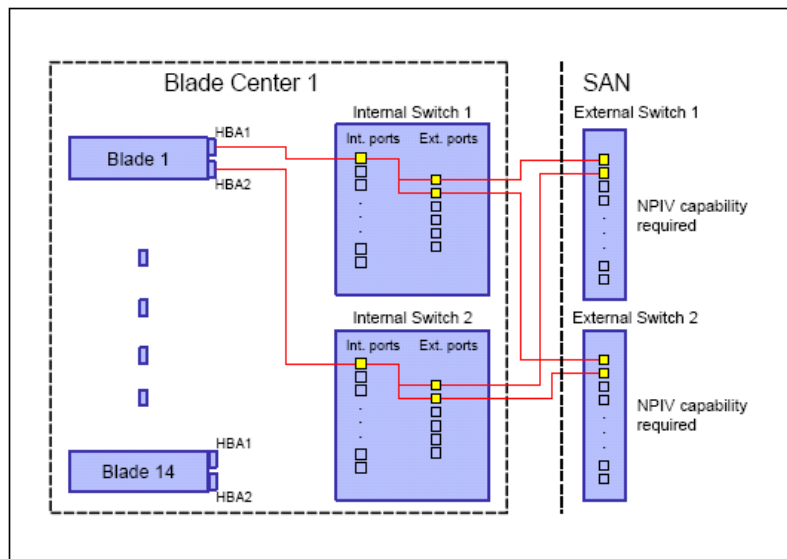 Blade Center 1
SAN
Internal Switch 1
External Switch 1
HBA1
Int. ports
Ext. ports
Blade 1
HBA2
NPIV capability
required
Internal Switch 2
External Switch 2
Int. ports
Ext. ports
NPIV capability
required
HBA1
Blade 14
HBA2